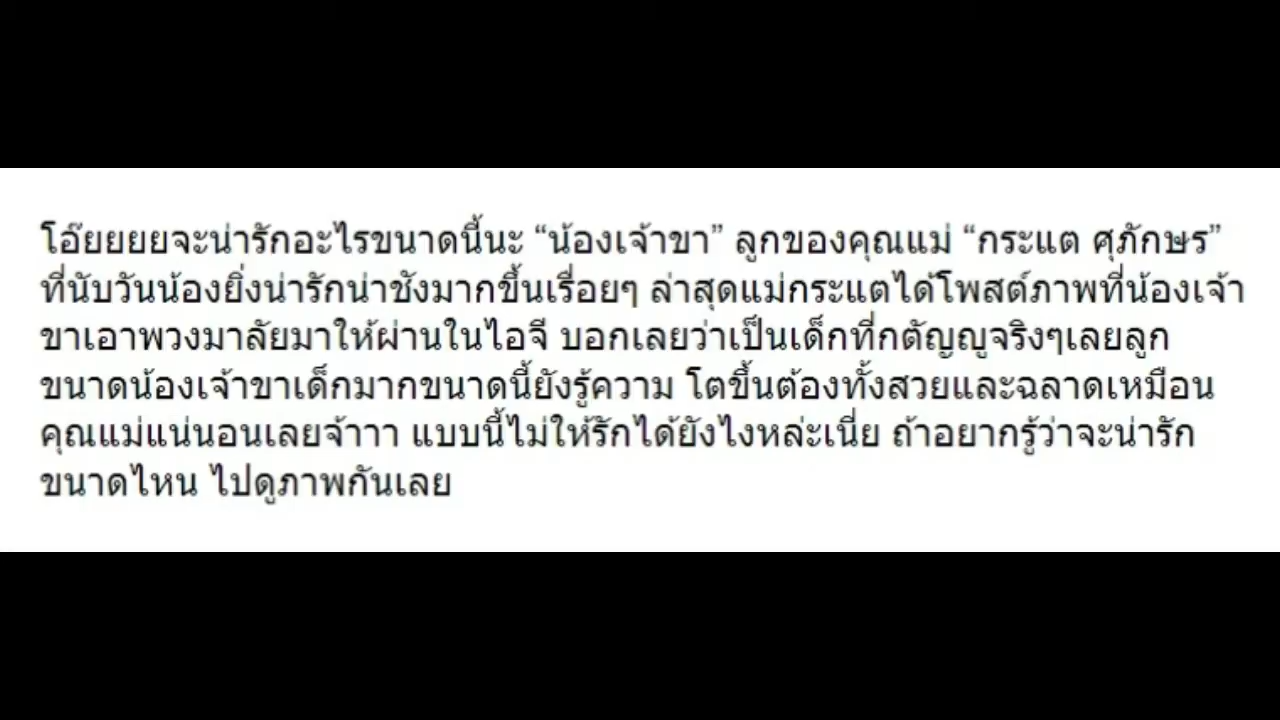 โอ๊ยยยยจะน่ารักอะไรขนาดนี้นะ “น้องเจ้าขา” ลูกของคุณแม่ “กระแต ศุภักษร”
ที่นับวันน้องยิ่งน่ารักน่าชังมากขึ้นเรื่อยๆ ล่าสุดแม่กระแตได้โพสต์ภาพที่น้องเจ้า
ขาเอาพวงมาลัยมาให้ผ่านในไอจี บอกเลยว่าเป็นเด็กที่กตัญญูจริงๆเลยลูก
ขนาดน้องเจ้าขาเด็กมากขนาดนี้ยังรู้ความ โตขึ้นต้องทั้งสวยและฉลาดเหมือน
คุณแม่แน่นอนเลยจ้าาา แบบนี้ไม่ให้รักได้ยังไงหล่ะเนี่ย ถ้าอยากรู้ว่าจะน่ารัก
ขนาดไหน ไปดูภาพกันเลย